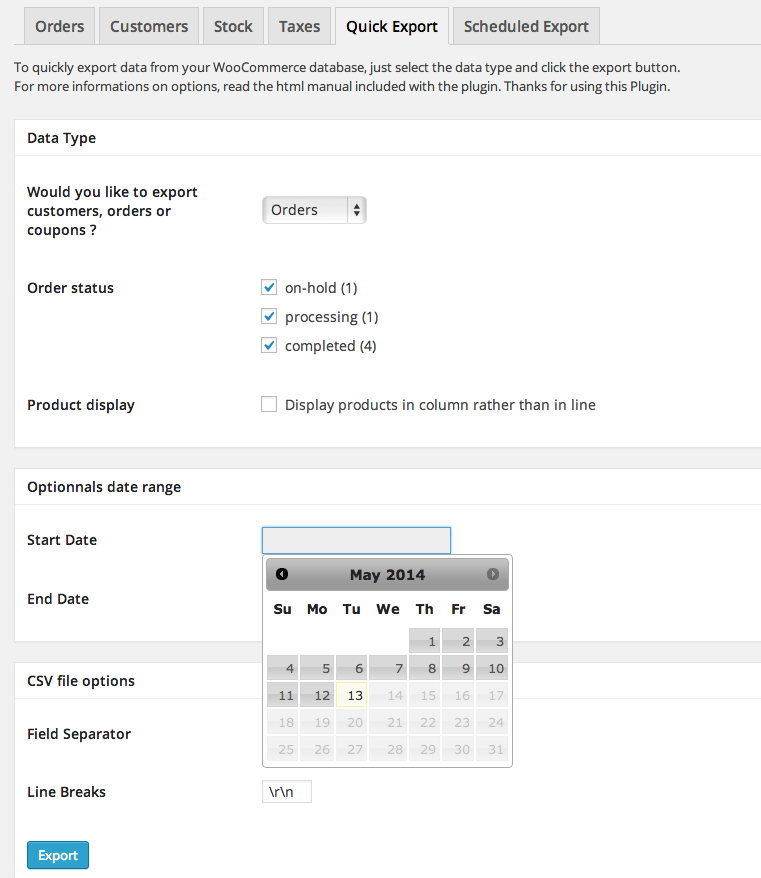 Orders Customers Stock Taxes Quick Export Scheduled Export
To quickly export data from your WooCommerce database, just select the data type and click the export button.
For more informations on options, read the html manual included with the plugin. Thanks for using this Plugin.
Data Type
Would you like to export
customers, orders or
coupons ?
Orders
Order status
on-hold (1)
processing (1)
completed (4)
Product display
Display products in column rather than in line
Optionnals date range
Start Date
End Date
May 2014
Su Mo Tu We Th Fr Sa
1 2 3
4 5 6 7 8 9 10
11 12 13 14 15 16 17
18 19 20 21 22 23 24
25 26 27 28 29 30 31
CSV file options
Field Separator
Line Breaks
\r\n
Export